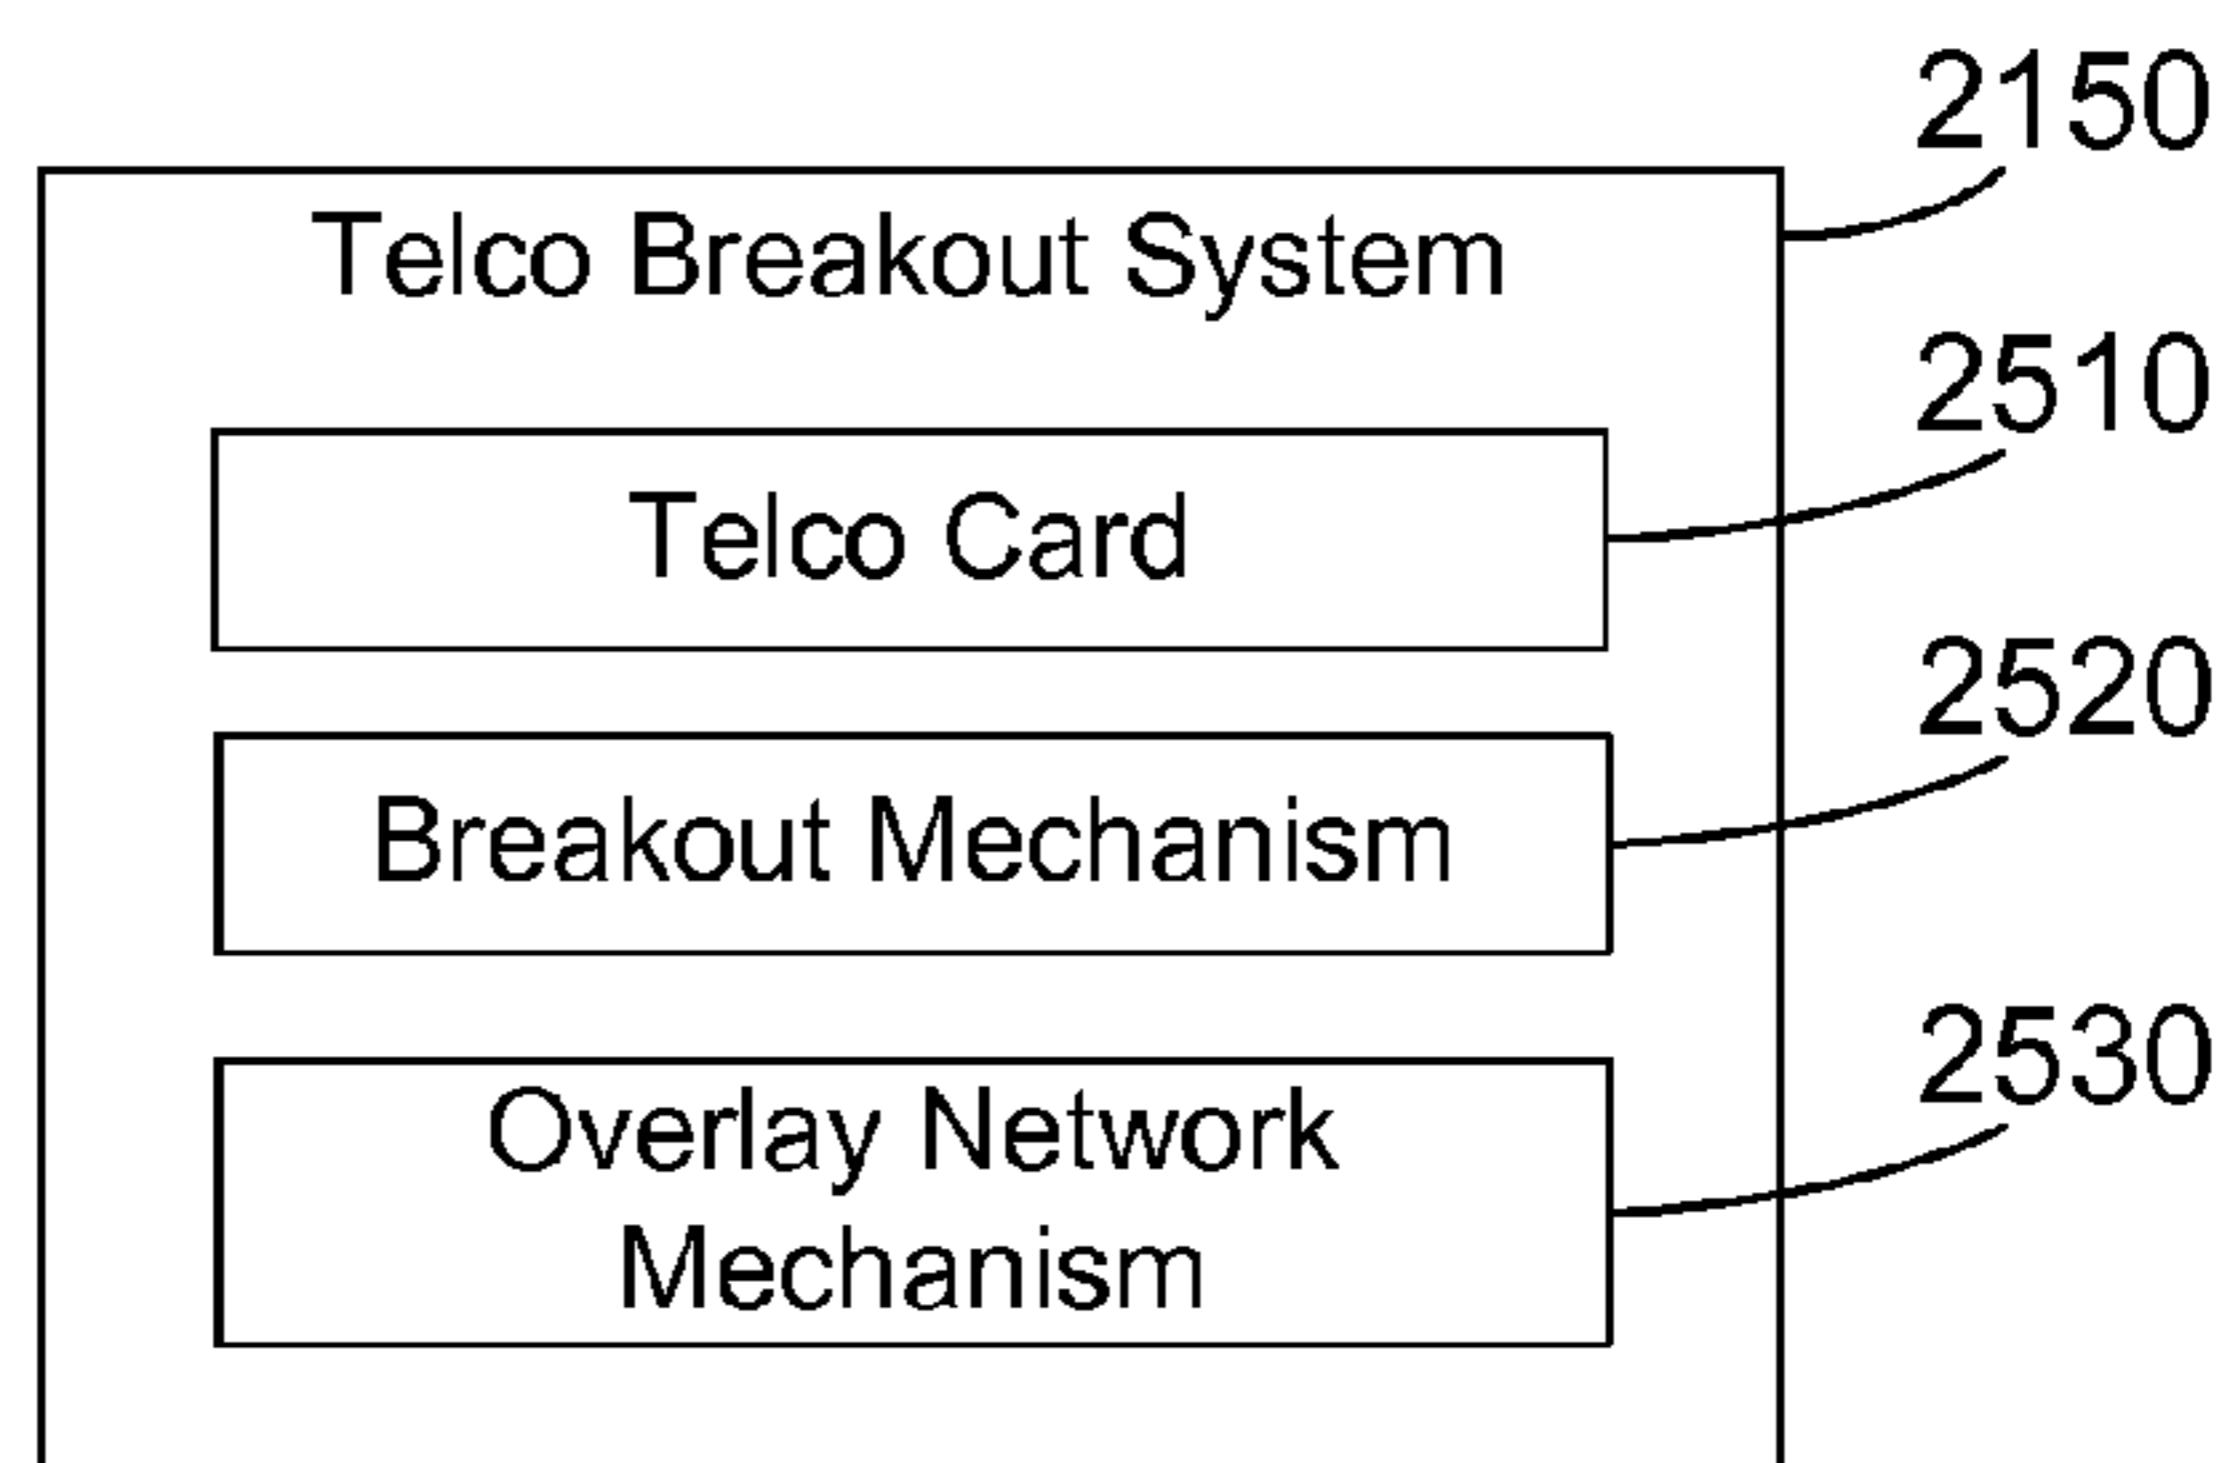 2150
Telco Breakout System
2510
Telco Card
2520
Breakout Mechanism
2530
Overlay Network
Mechanism